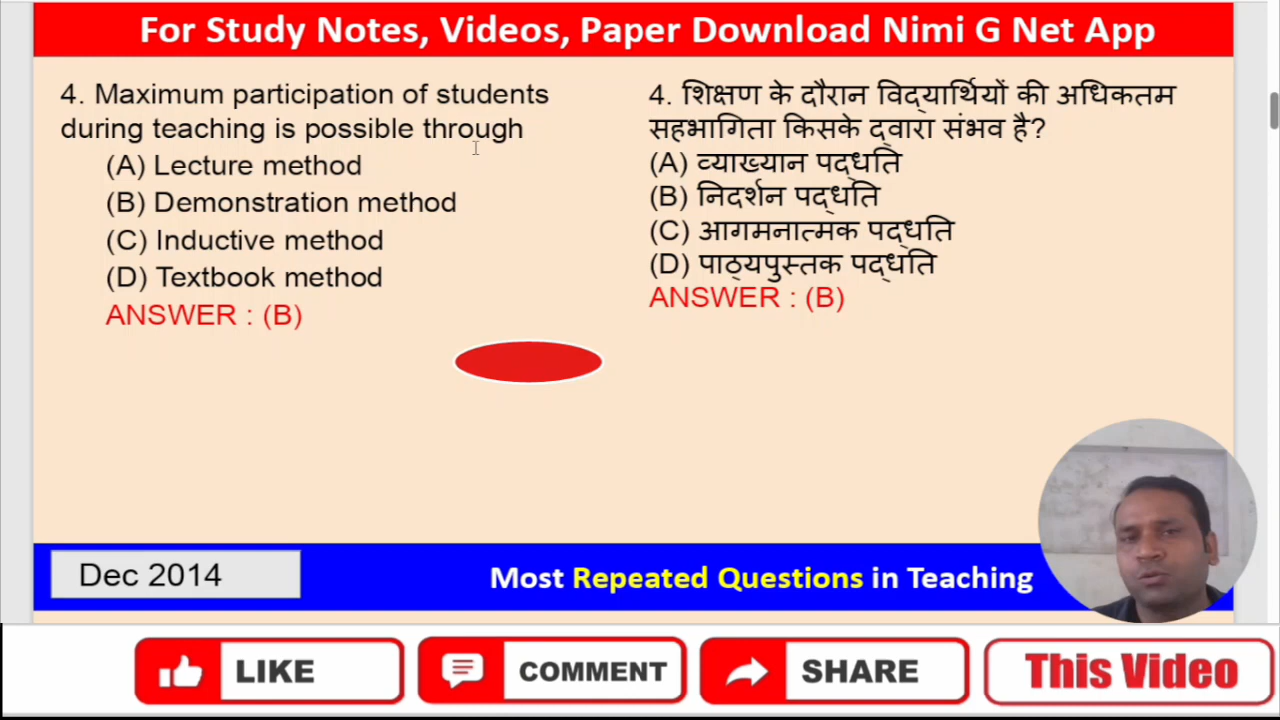 For Study Notes, Videos, Paper Download Nimi G Net App
4. Maximum participation of students
during teaching is possible through
(A) Lecture method
(B) Demonstration method
(C) Inductive method
(D) Textbook method
ANSWER : (B)
4. शिक्षण के दौरान विद्यार्थियों की अधिकतम
सहभागिता किसके द्वारा संभव है?
(A) व्याख्यान पद्धति
(B) निदर्शन पद्धति
(C) आगमनात्मक पद्धति
(D) पाठ्यपुस्तक पद्धति
ANSWER : (B)
Dec 2014
Most Repeated Questions in Teaching
LIKE
COMMENT
SHARE
This Video